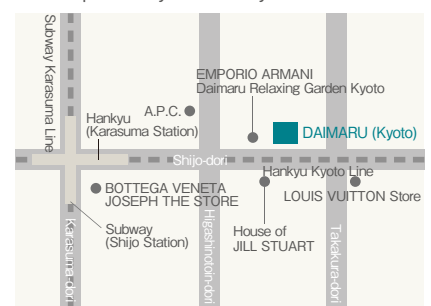 Subway Karasuma Line
EMPORIO ARMANI
Daimaru Relaxing Garden Kyoto
A.P.C.
Hankyu
(Karasuma Station)
DAIMARU (Kyoto)
Shijo-dori
Hankyu Kyoto Line
BOTTEGA VENETA
JOSEPH THE STORE
LOUIS VUITTON Store
Subway
(Shijo Station)
House of
JILL STUART
Karasuma-dori
Higashinotoin-dori
Takakura-dori